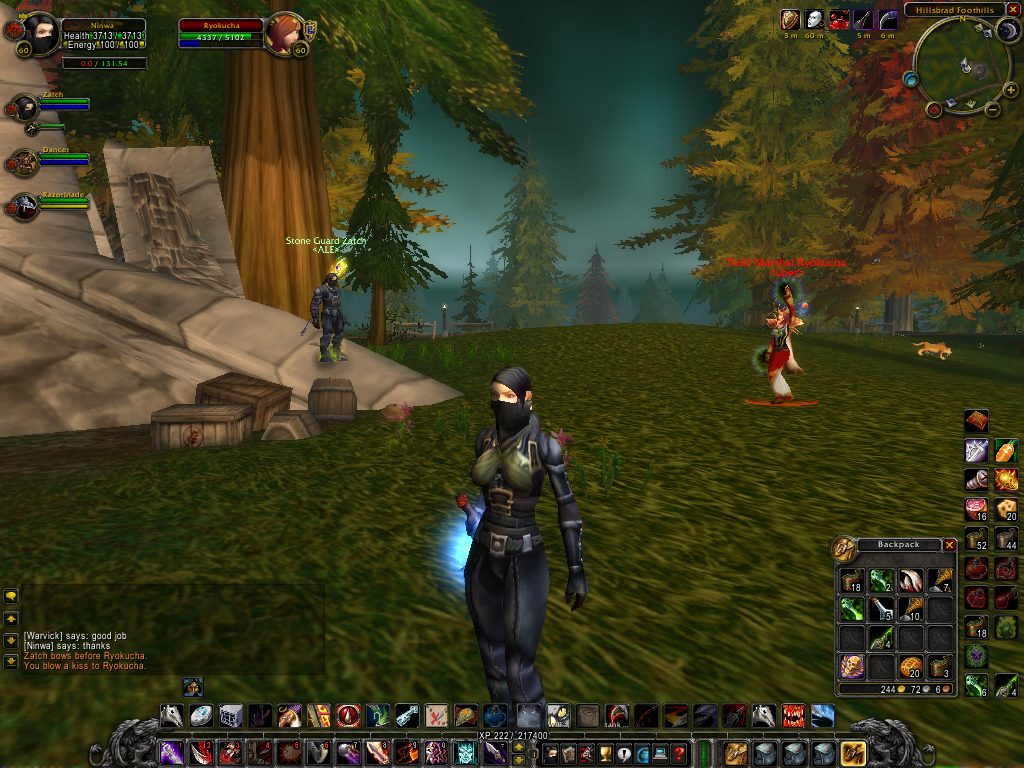 Ninwa
Health 3713 / 3713
Energy 100 / 100
60
0.0 / 131.54
Ryokucha
4337 / 5102
60
3 m 60 m 5 m 6 m
Hillsbrad Foothills
N
Zatch
Dancer
Razorblade
Stone Guard Zatch
<ALE>
16 20
52 44
18
6 4
Backpack
18 2 7
5 10
4
20 3
244 72 6
[Warvick] says: good job
[Ninwa] says: thanks
Zatch bows before Ryokucha.
You blow a kiss to Ryokucha.
tank
XP 222 / 217400